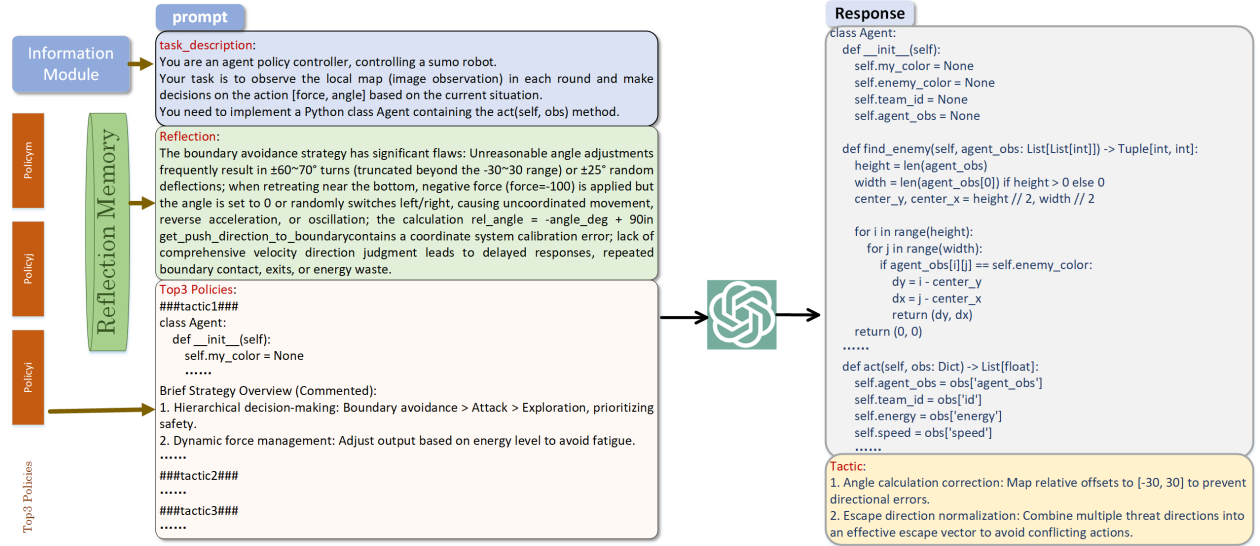 prompt
Information
Module
Policym
Policyj
Policyi
Top3 Policies
Reflection Memory
task_description:
You are an agent policy controller, controlling a sumo robot.
Your task is to observe the local map (image observation) in each round and make
decisions on the action [force, angle] based on the current situation.
You need to implement a Python class Agent containing the act(self, obs) method.
Reflection:
The boundary avoidance strategy has significant flaws: Unreasonable angle adjustments
frequently result in ±60~70° turns (truncated beyond the -30~30 range) or ±25° random
deflections; when retreating near the bottom, negative force (force=-100) is applied but
the angle is set to 0 or randomly switches left/right, causing uncoordinated movement,
reverse acceleration, or oscillation; the calculation rel_angle = -angle_deg + 90in
get_push_direction_to_boundarycontains a coordinate system calibration error; lack of
comprehensive velocity direction judgment leads to delayed responses, repeated
boundary contact, exits, or energy waste.
Top3 Policies:
###tactic1###
class Agent:
def __init__(self):
self.my_color = None
......
Brief Strategy Overview (Commented):
1. Hierarchical decision-making: Boundary avoidance > Attack > Exploration, prioritizing
safety.
2. Dynamic force management: Adjust output based on energy level to avoid fatigue.
......
###tactic2###
......
###tactic3###
......
Response
class Agent:
def __init__(self):
self.my_color = None
self.enemy_color = None
self.team_id = None
self.agent_obs = None
def find_enemy(self, agent_obs: List[List[int]]) -> Tuple[int, int]:
height = len(agent_obs)
width = len(agent_obs[0]) if height > 0 else 0
center_y, center_x = height // 2, width // 2
for i in range(height):
for j in range(width):
if agent_obs[i][j] == self.enemy_color:
dy = i - center_y
dx = j - center_x
return (dy, dx)
return (0, 0)
......
def act(self, obs: Dict) -> List[float]:
self.agent_obs = obs['agent_obs']
self.team_id = obs['id']
self.energy = obs['energy']
self.speed = obs['speed']
......
Tactic:
1. Angle calculation correction: Map relative offsets to [-30, 30] to prevent
directional errors.
2. Escape direction normalization: Combine multiple threat directions into
an effective escape vector to avoid conflicting actions.